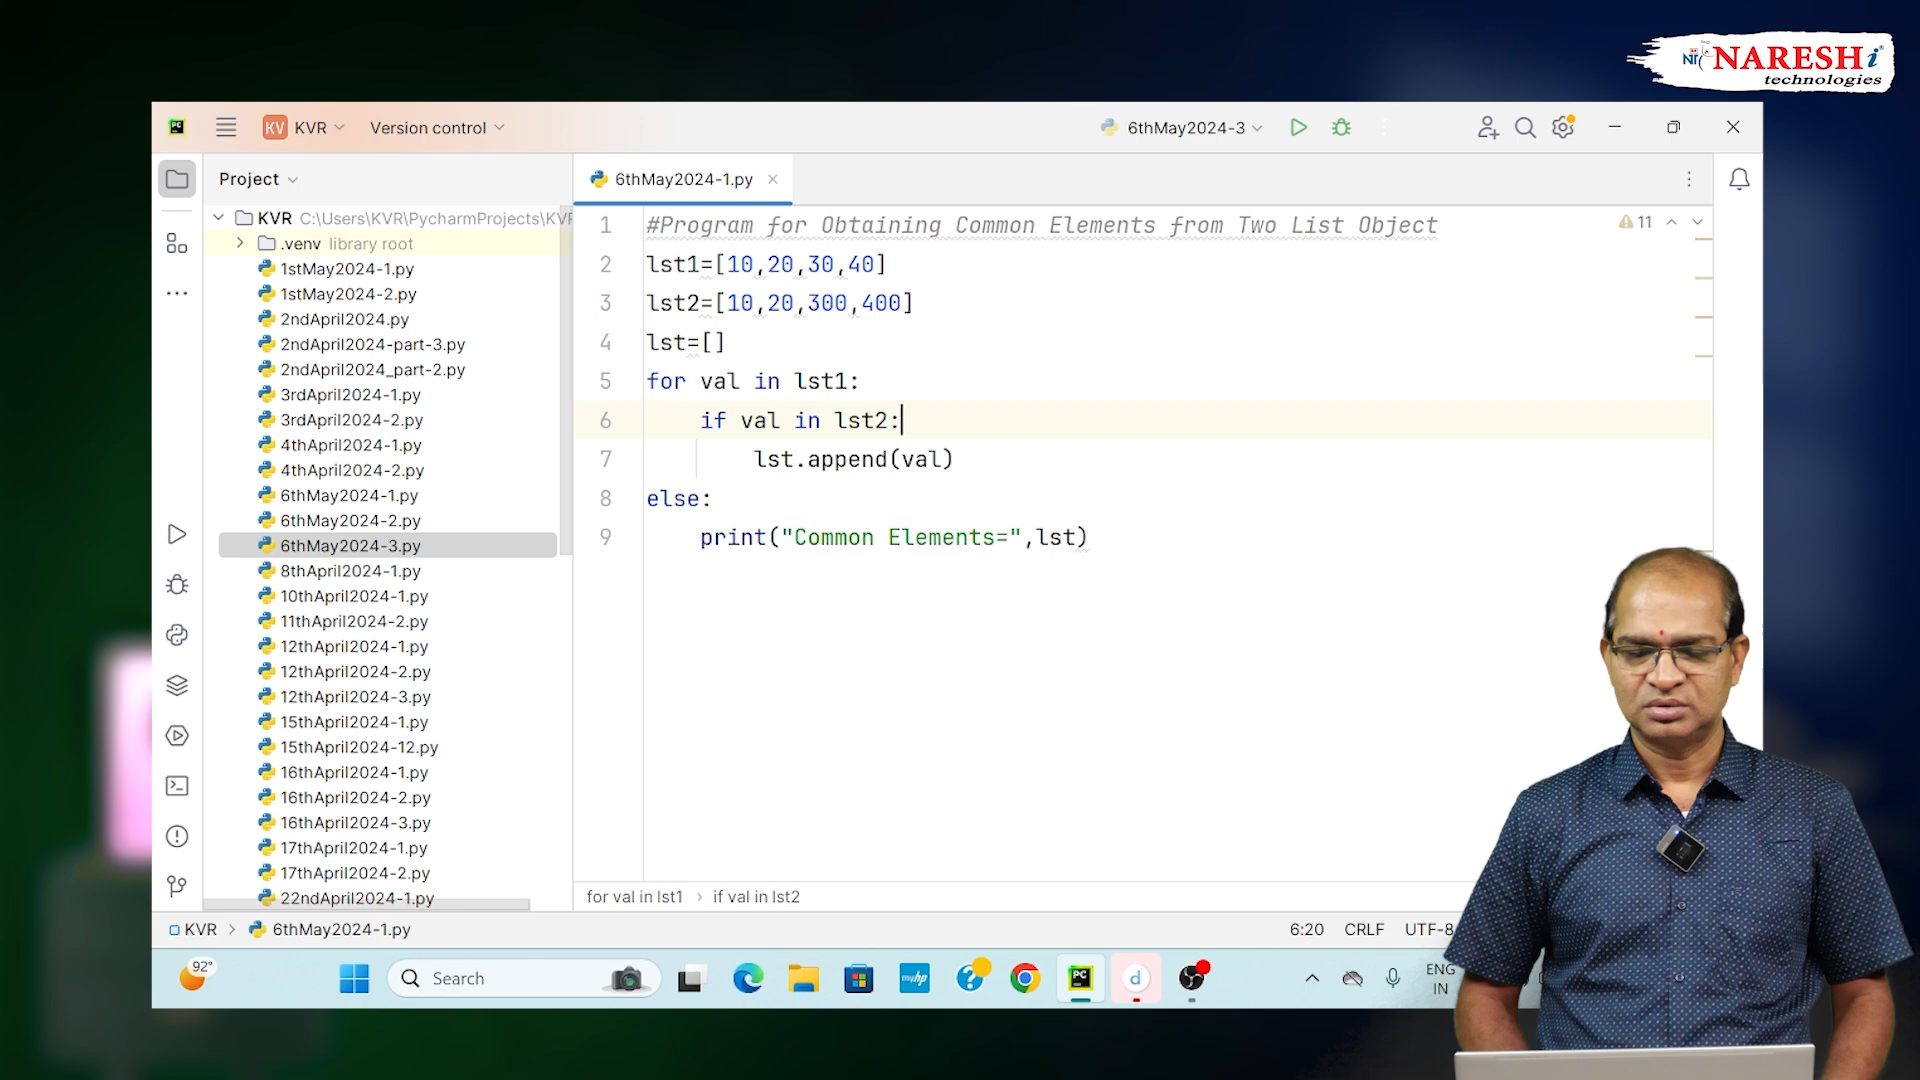 NARESH i
technologies
KV KVR Version control 6thMay2024-3
Project
6thMay2024-1.py
KVR C:\Users\KVR\PycharmProjects\KVR
.venv library root
1stMay2024-1.py
1stMay2024-2.py
2ndApril2024.py
2ndApril2024-part-3.py
2ndApril2024_part-2.py
3rdApril2024-1.py
3rdApril2024-2.py
4thApril2024-1.py
4thApril2024-2.py
6thMay2024-1.py
6thMay2024-2.py
6thMay2024-3.py
8thApril2024-1.py
10thApril2024-1.py
11thApril2024-2.py
12thApril2024-1.py
12thApril2024-2.py
12thApril2024-3.py
15thApril2024-1.py
15thApril2024-12.py
16thApril2024-1.py
16thApril2024-2.py
16thApril2024-3.py
17thApril2024-1.py
17thApril2024-2.py
22ndApril2024-1.py
1 #Program for Obtaining Common Elements from Two List Object
2 lst1=[10,20,30,40]
3 lst2=[10,20,300,400]
4 lst=[]
5 for val in lst1:
6 if val in lst2:
7 lst.append(val)
8 else:
9 print("Common Elements=",lst)
11
for val in lst1 › if val in lst2
KVR › 6thMay2024-1.py
6:20 CRLF UTF-8
92°
Search
ENG
IN